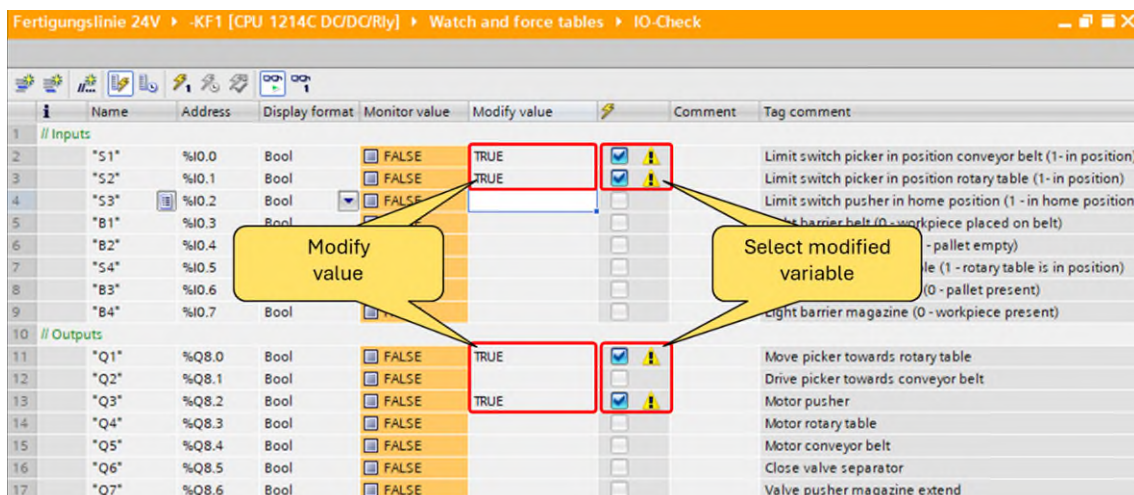 Fertigungslinie 24V ▸ -KF1 [CPU 1214C DC/DC/Rly] ▸ Watch and force tables ▸ IO-Check
i Name Address Display format Monitor value Modify value Comment Tag comment
1 // Inputs
2 "S1" %I0.0 Bool FALSE TRUE Limit switch picker in position conveyor belt (1- in position)
3 "S2" %I0.1 Bool FALSE TRUE Limit switch picker in position rotary table (1- in position)
4 "S3" %I0.2 Bool FALSE Limit switch pusher in home position (1 - in home position
5 "B1" %I0.3 barrier belt (0 - workpiece placed on belt)
6 "B2" %I0.4 - pallet empty)
7 "S4" %I0.5 (1 - rotary table is in position)
8 "B3" %I0.6 (0 - pallet present)
9 "B4" %I0.7 Bool Light barrier magazine (0 - workpiece present)
Modify
value
Select modified
variable
10 // Outputs
11 "Q1" %Q8.0 Bool FALSE TRUE Move picker towards rotary table
12 "Q2" %Q8.1 Bool FALSE Drive picker towards conveyor belt
13 "Q3" %Q8.2 Bool FALSE TRUE Motor pusher
14 "Q4" %Q8.3 Bool FALSE Motor rotary table
15 "Q5" %Q8.4 Bool FALSE Motor conveyor belt
16 "Q6" %Q8.5 Bool FALSE Close valve separator
17 "Q7" %Q8.6 Bool FALSE Valve pusher magazine extend